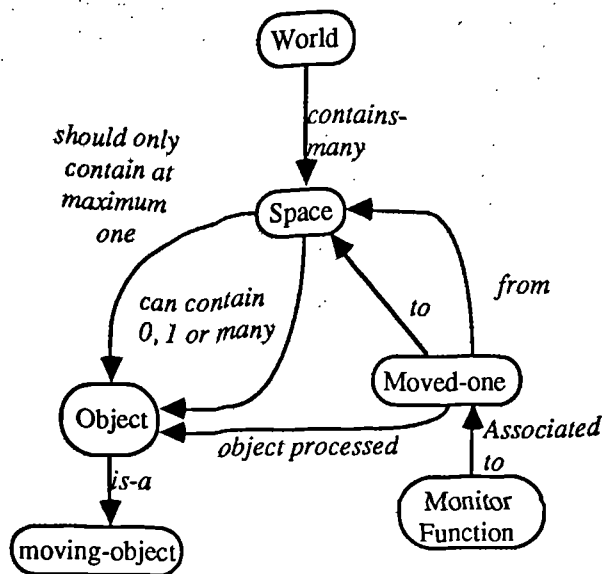 World
contains-
many
should only
contain at
maximum
one
Space
from
to
can contain
0, 1 or many
Moved-one
Object
object processed
Associated
to
is-a
Monitor
Function
moving-object